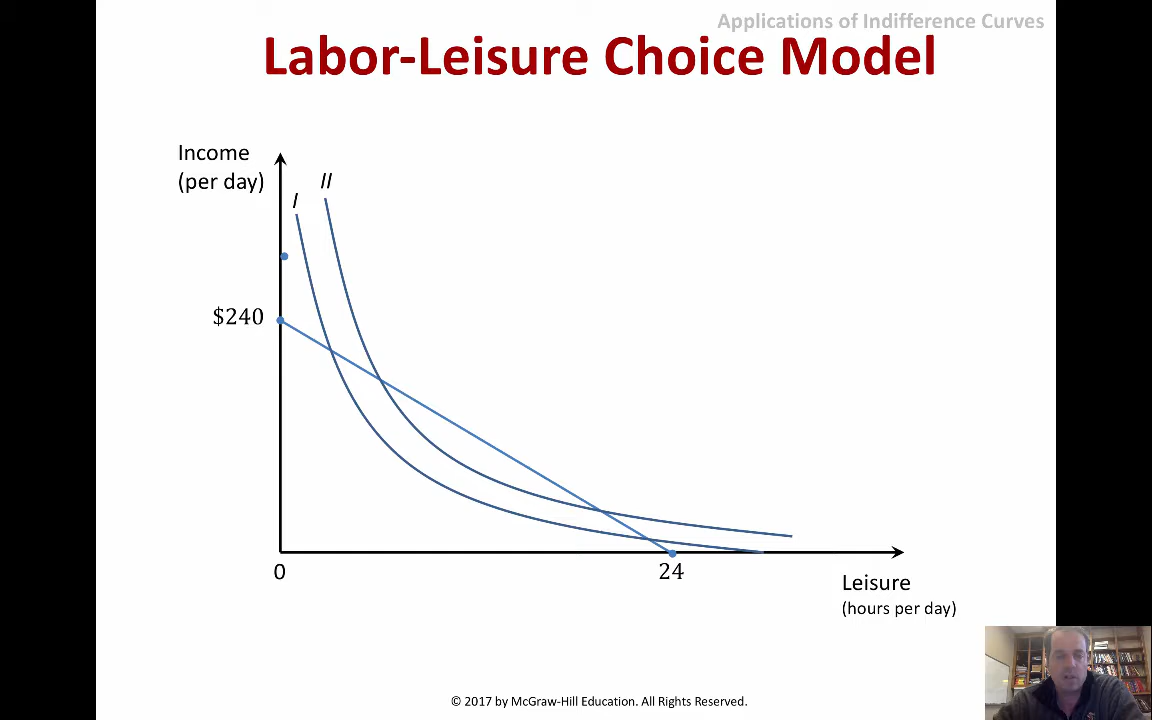 Applications of Indifference Curves
Labor-Leisure Choice Model
Income
(per day)
II
I
$240
0
24
Leisure
(hours per day)
© 2017 by McGraw-Hill Education. All Rights Reserved.